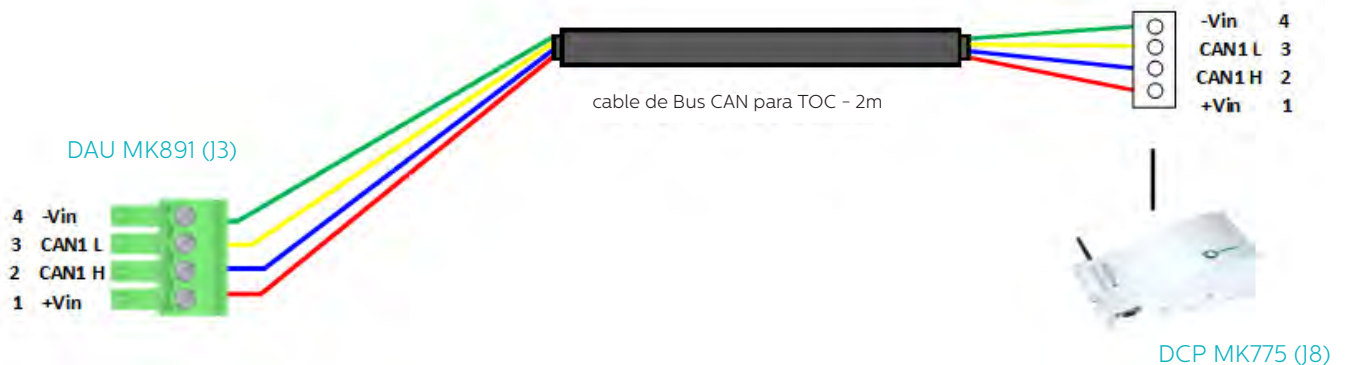 -Vin 4
CAN1 L 3
CAN1 H 2
+Vin 1
cable de Bus CAN para TOC - 2m
DAU MK891 (J3)
4 -Vin
3 CAN1 L
2 CAN1 H
1 +Vin
DCP MK775 (J8)